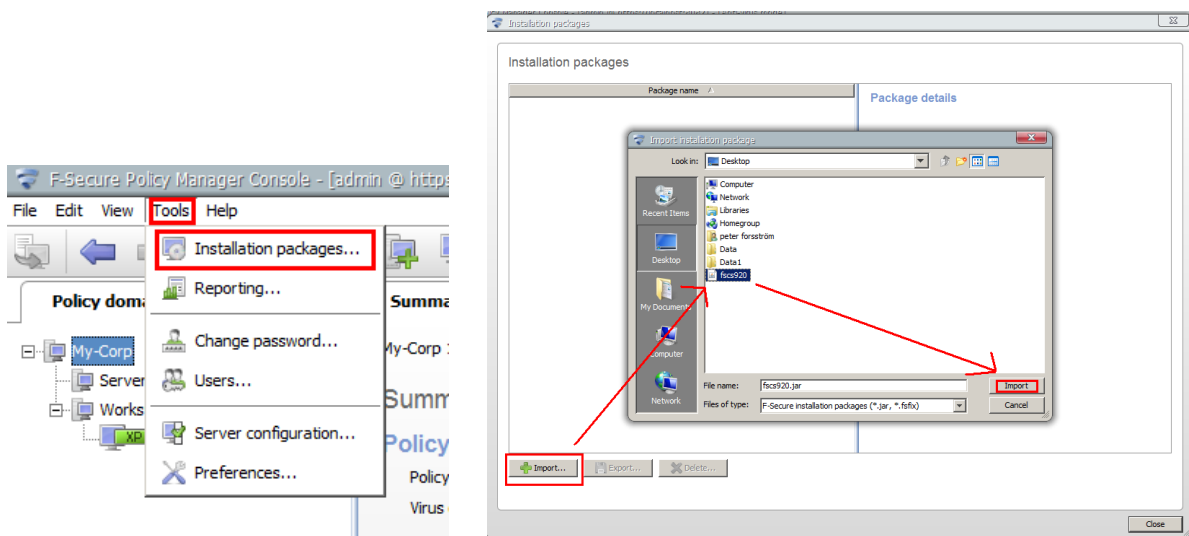 F-Secure Policy Manager Console - [admin @ https
File Edit View Tools Help
Installation packages...
Reporting...
Change password...
Users...
Server configuration...
Preferences...
Policy doma
My-Corp
Server
Works
XP
Summa
My-Corp
Summ
Policy
Policy
Virus
Installation packages
Installation packages
Package name
Package details
Import installation package
Look in: Desktop
Recent Items
Desktop
My Documents
Computer
Network
Computer
Network
Libraries
Homegroup
peter forsström
Data
Data1
fscs920
File name: fscs920.jar Import
Files of type: F-Secure installation packages (*.jar, *.fsfix) Cancel
Import... Export... Delete...
Close